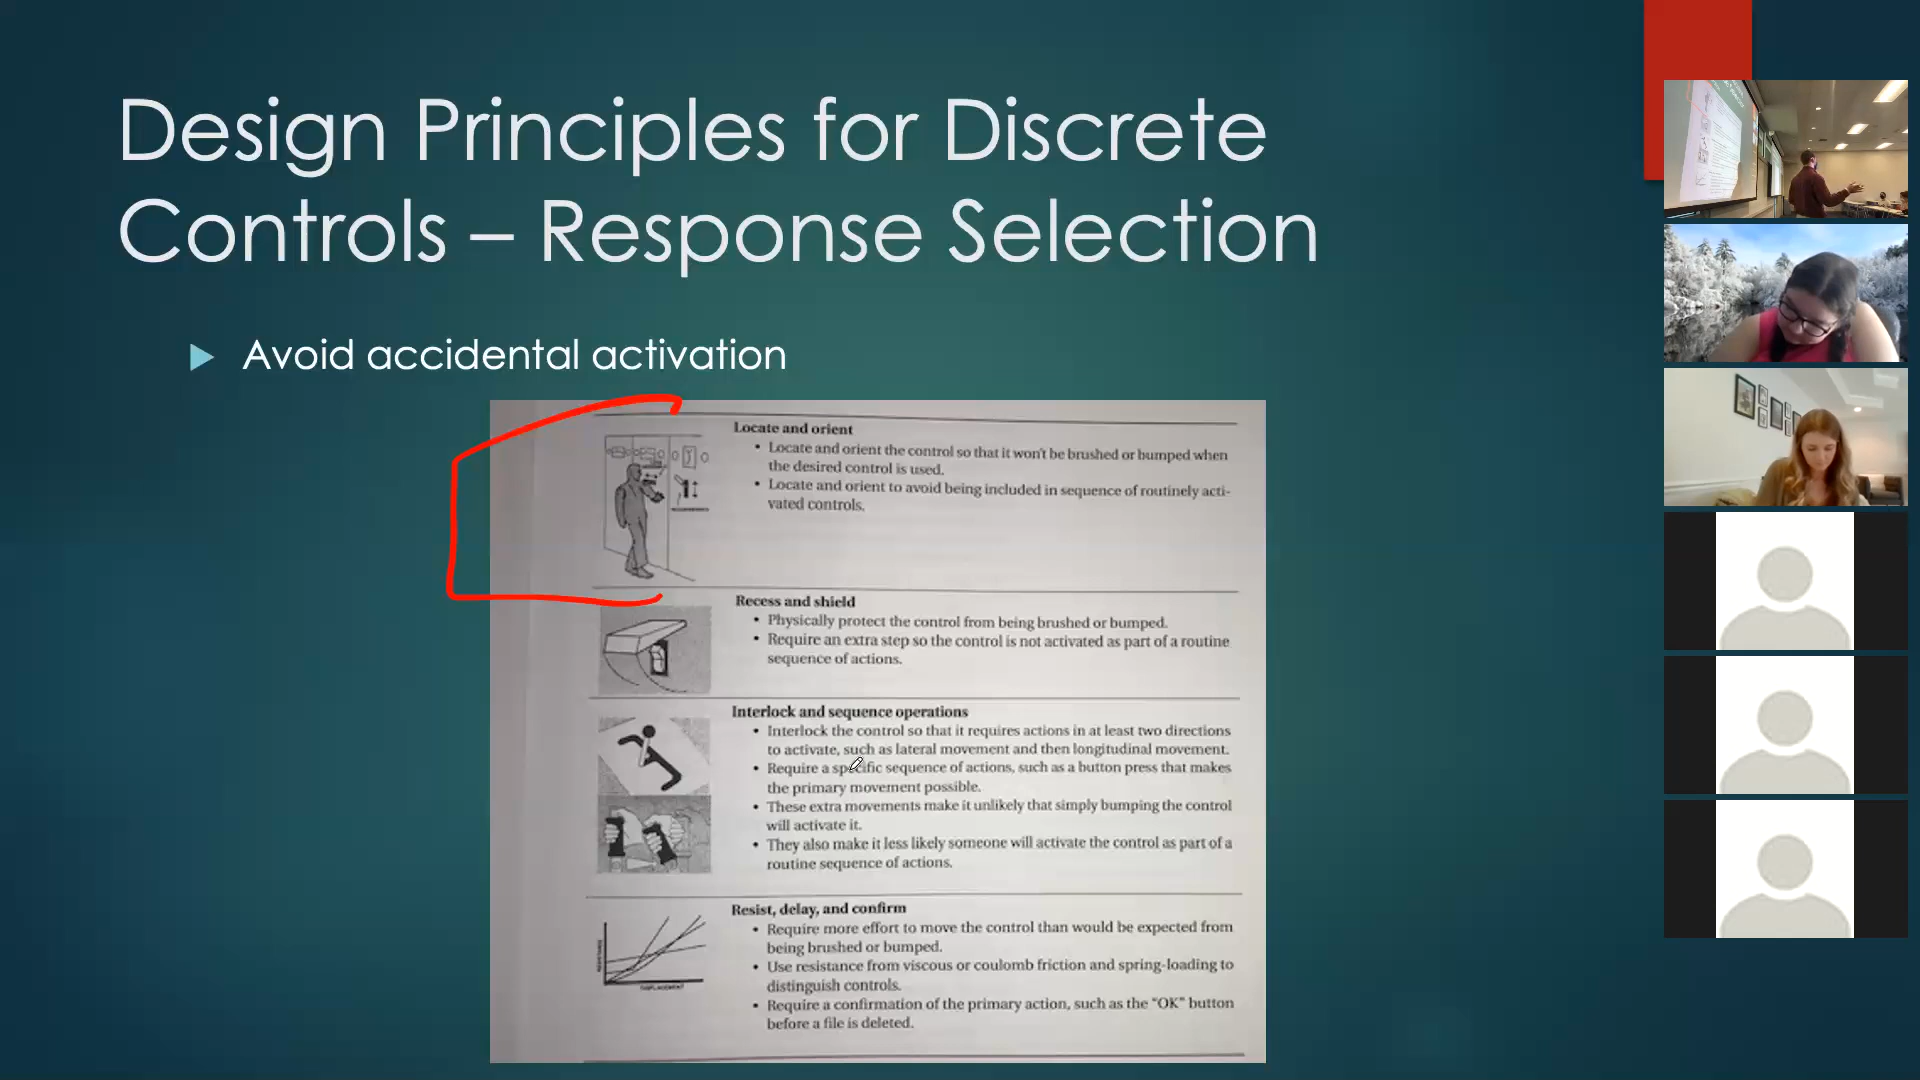 Design Principles for Discrete
Controls – Response Selection
Avoid accidental activation
Locate and orient
• Locate and orient the control so that it won't be brushed or bumped when
the desired control is used.
• Locate and orient to avoid being included in sequence of routinely acti-
vated controls.
Recess and shield
• Physically protect the control from being brushed or bumped.
• Require an extra step so the control is not activated as part of a routine
sequence of actions.
Interlock and sequence operations
• Interlock the control so that it requires actions in at least two directions
to activate, such as lateral movement and then longitudinal movement.
• Require a specific sequence of actions, such as a button press that makes
the primary movement possible.
• These extra movements make it unlikely that simply bumping the control
will activate it.
• They also make it less likely someone will activate the control as part of a
routine sequence of actions.
Resist, delay, and confirm
• Require more effort to move the control than would be expected from
being brushed or bumped.
• Use resistance from viscous or coulomb friction and spring-loading to
distinguish controls.
• Require a confirmation of the primary action, such as the "OK" button
before a file is deleted.